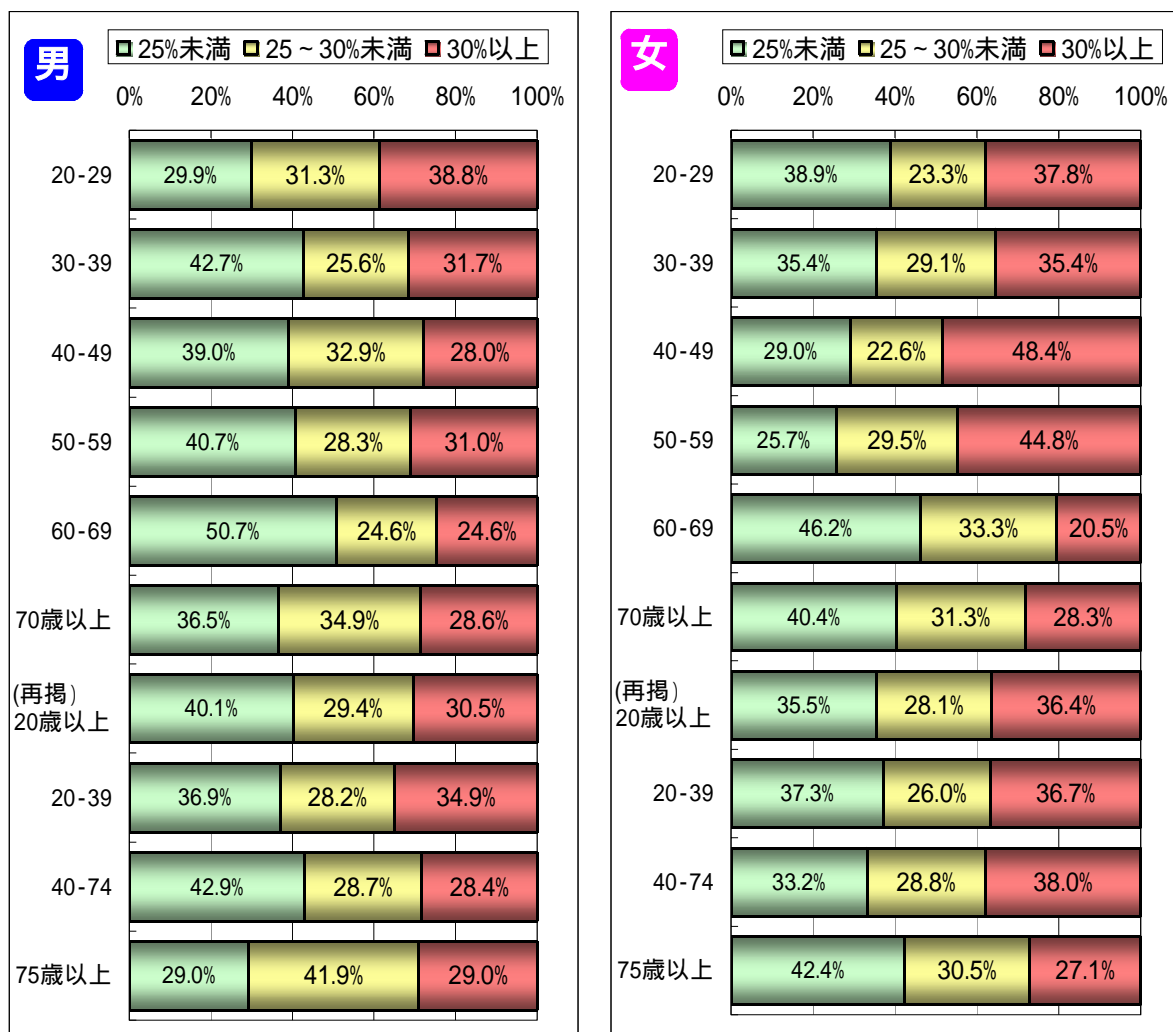 男
25%未満 25～30%未満 30%以上
0% 20% 40% 60% 80% 100%
20-29 29.9% 31.3% 38.8%
30-39 42.7% 25.6% 31.7%
40-49 39.0% 32.9% 28.0%
50-59 40.7% 28.3% 31.0%
60-69 50.7% 24.6% 24.6%
70歳以上 36.5% 34.9% 28.6%
(再掲)
20歳以上 40.1% 29.4% 30.5%
20-39 36.9% 28.2% 34.9%
40-74 42.9% 28.7% 28.4%
75歳以上 29.0% 41.9% 29.0%
女
25%未満 25～30%未満 30%以上
0% 20% 40% 60% 80% 100%
20-29 38.9% 23.3% 37.8%
30-39 35.4% 29.1% 35.4%
40-49 29.0% 22.6% 48.4%
50-59 25.7% 29.5% 44.8%
60-69 46.2% 33.3% 20.5%
70歳以上 40.4% 31.3% 28.3%
(再掲)
20歳以上 35.5% 28.1% 36.4%
20-39 37.3% 26.0% 36.7%
40-74 33.2% 28.8% 38.0%
75歳以上 42.4% 30.5% 27.1%